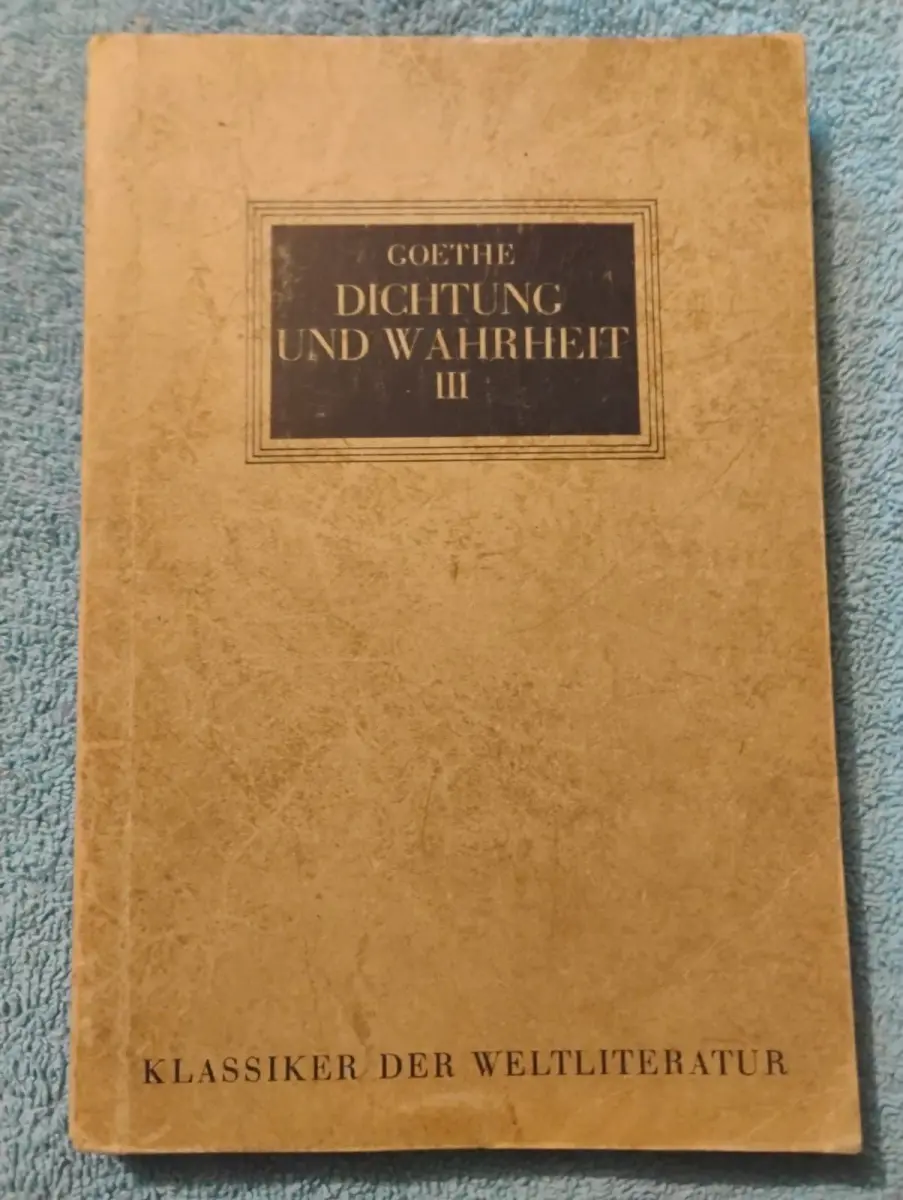 GOETHE
DICHTUNG
UND WAHRHEIT
III
KLASSIKER DER WELTLITERATUR